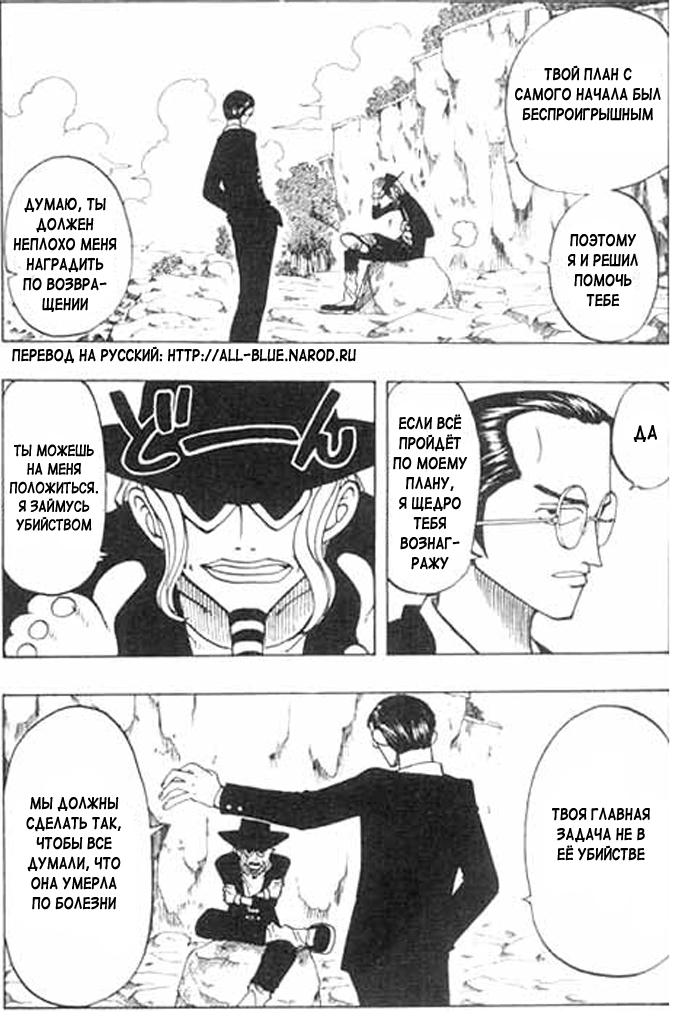 ТВОЙ ПЛАН С
САМОГО НАЧАЛА БЫЛ
БЕСПРОИГРЫШНЫМ
ПОЭТОМУ
Я И РЕШИЛ
ПОМОЧЬ
ТЕБЕ
ДУМАЮ, ТЫ
ДОЛЖЕН
НЕПЛОХО МЕНЯ
НАГРАДИТЬ
ПО ВОЗВРА-
ЩЕНИИ
ПЕРЕВОД НА РУССКИЙ: HTTP://ALL-BLUE.NAROD.RU
ДА
ЕСЛИ ВСЁ
ПРОЙДЁТ
ПО МОЕМУ
ПЛАНУ,
Я ЩЕДРО
ТЕБЯ
ВОЗНАГ-
РАЖУ
どーん
ТЫ МОЖЕШЬ
НА МЕНЯ
ПОЛОЖИТЬСЯ.
Я ЗАЙМУСЬ
УБИЙСТВОМ
ТВОЯ ГЛАВНАЯ
ЗАДАЧА НЕ В
ЕЁ УБИЙСТВЕ
МЫ ДОЛЖНЫ
СДЕЛАТЬ ТАК,
ЧТОБЫ ВСЕ
ДУМАЛИ, ЧТО
ОНА УМЕРЛА
ПО БОЛЕЗНИ